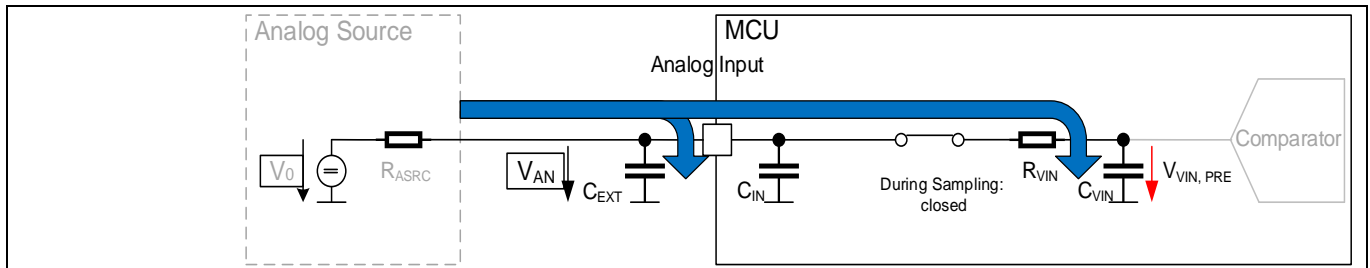 Analog Source
MCU
Analog Input
Comparator
V0
=
RASRC
VAN
CEXT
CIN
During Sampling:
closed
RVIN
CVIN
VVIN, PRE